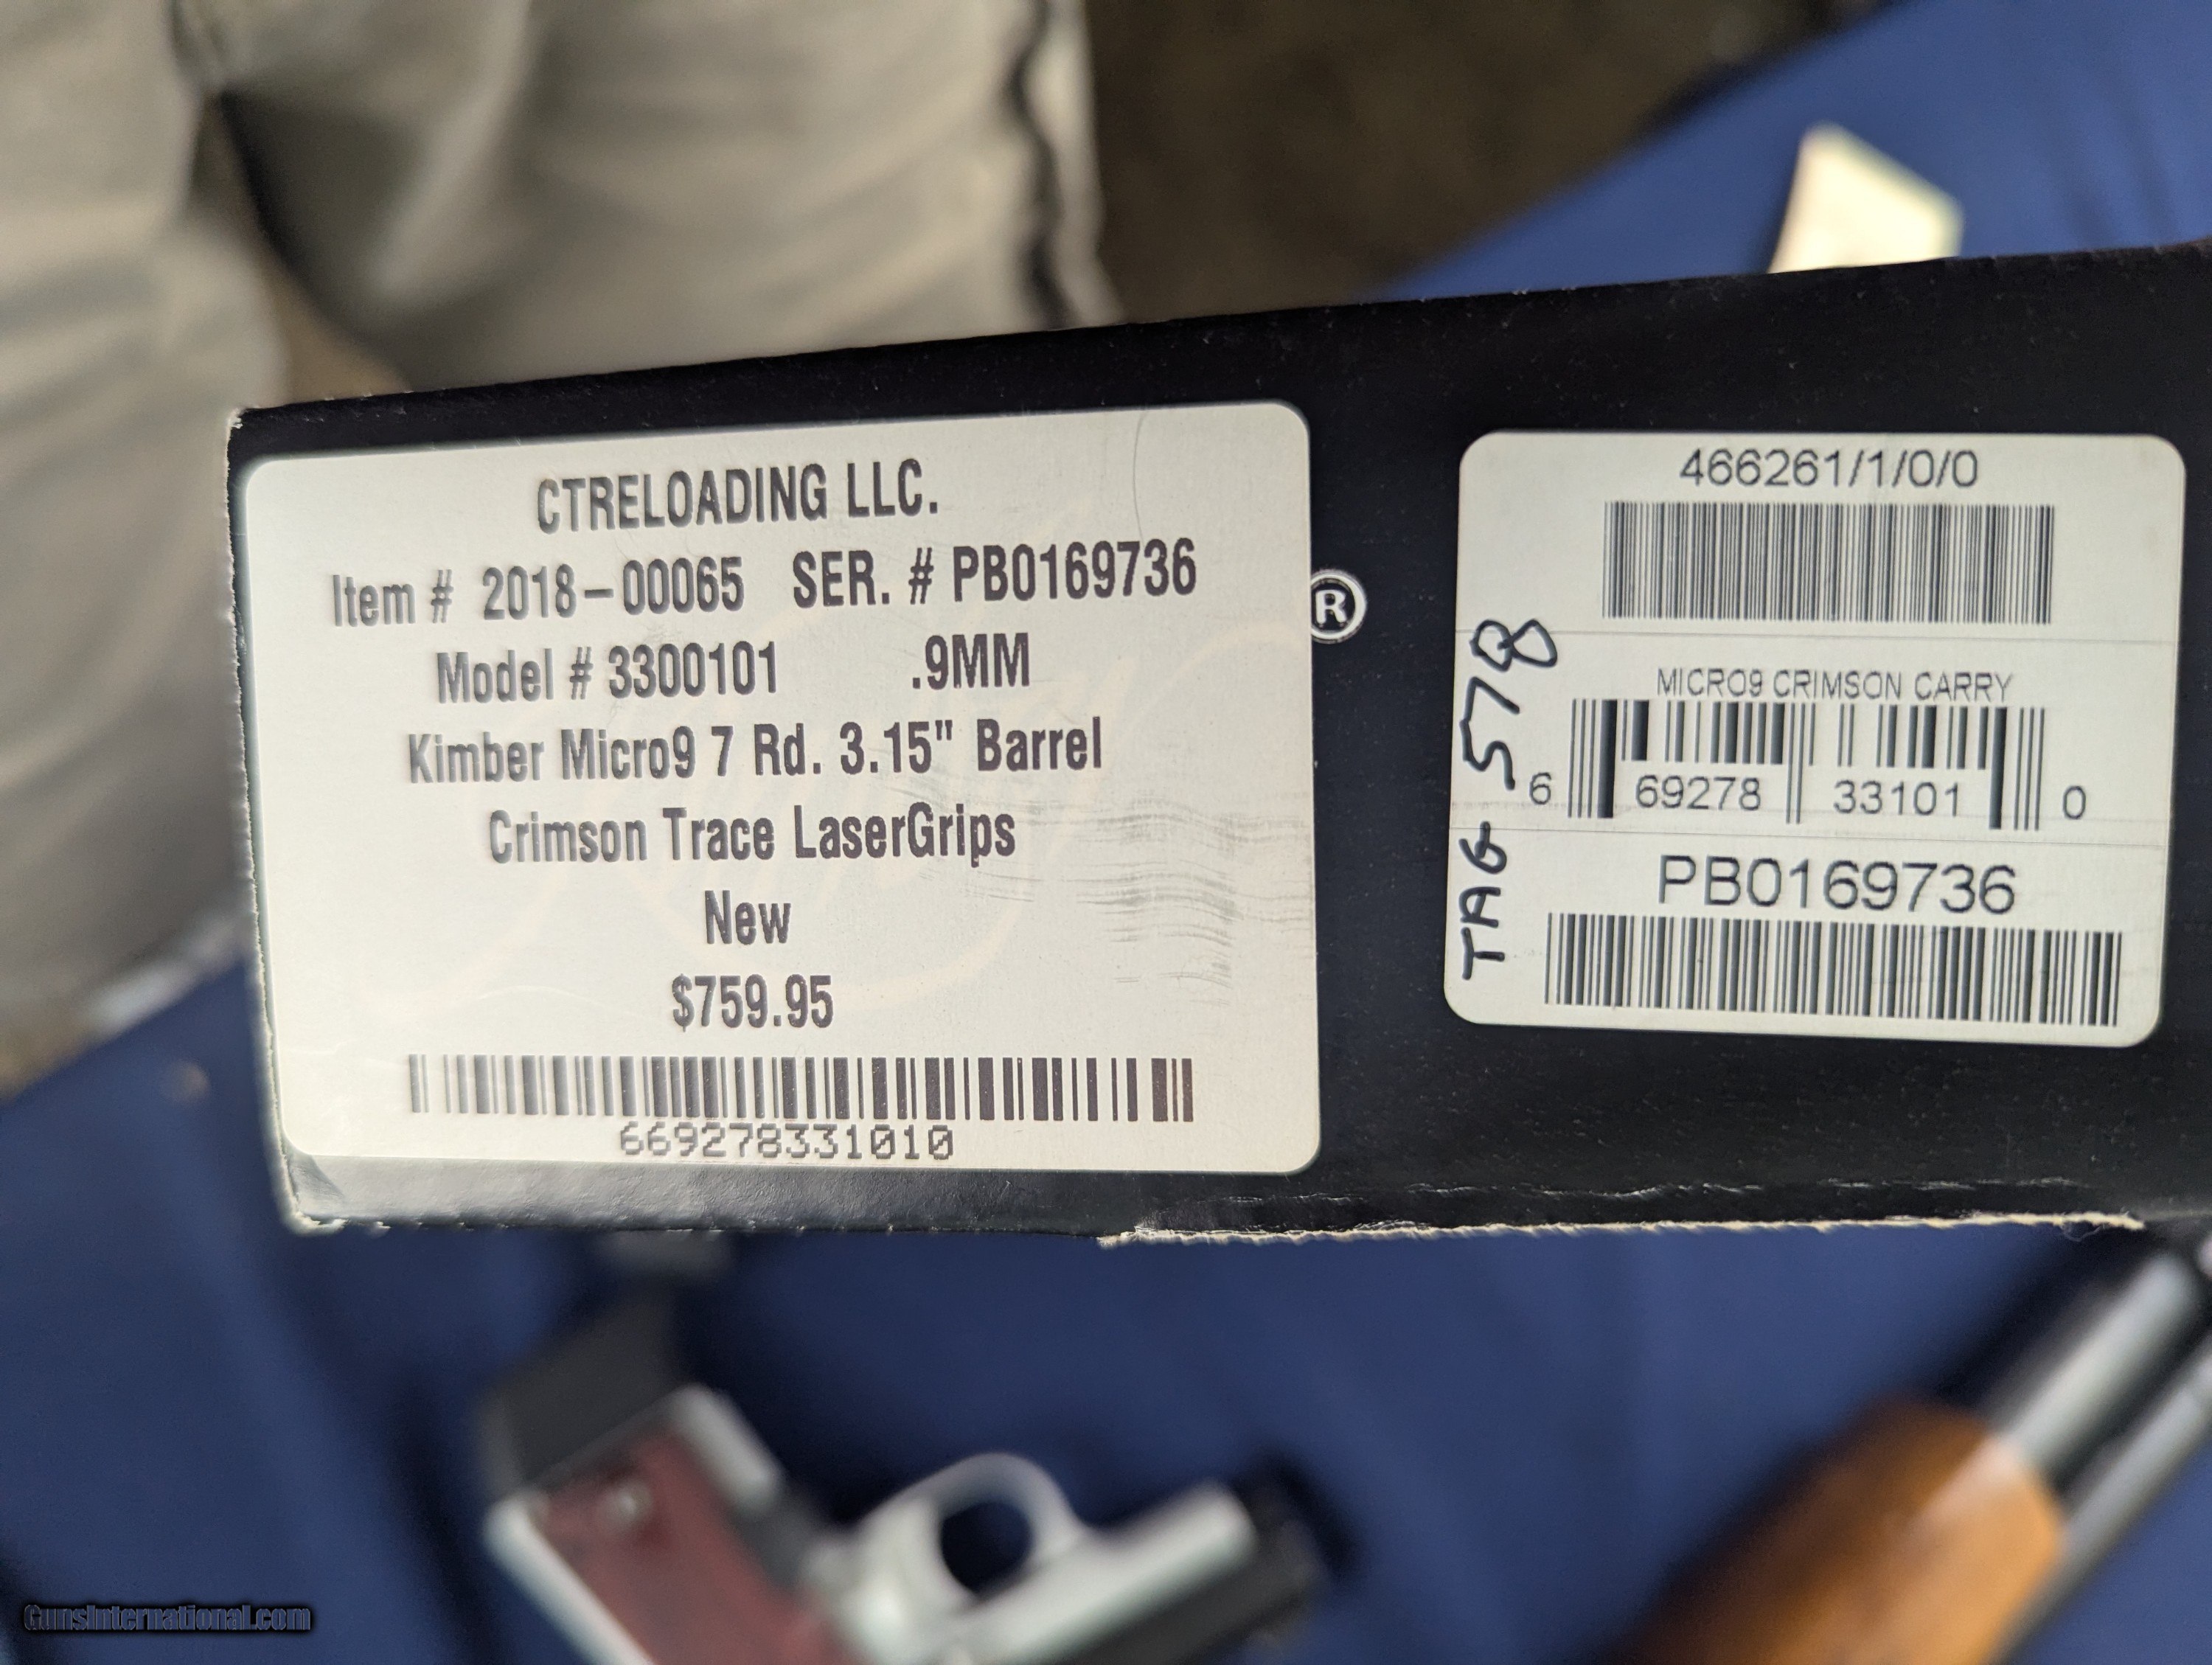 CTRELOADING LLC.
Item # 2018-00065 SER. # PB0169736
Model # 3300101 .9MM
Kimber Micro9 7 Rd. 3.15" Barrel
Crimson Trace LaserGrips
New
$759.95
669278331010
®
466261/1/0/0
MICRO9 CRIMSON CARRY
6 69278 33101 0
PB0169736
TAG 578
GunsInternational.com